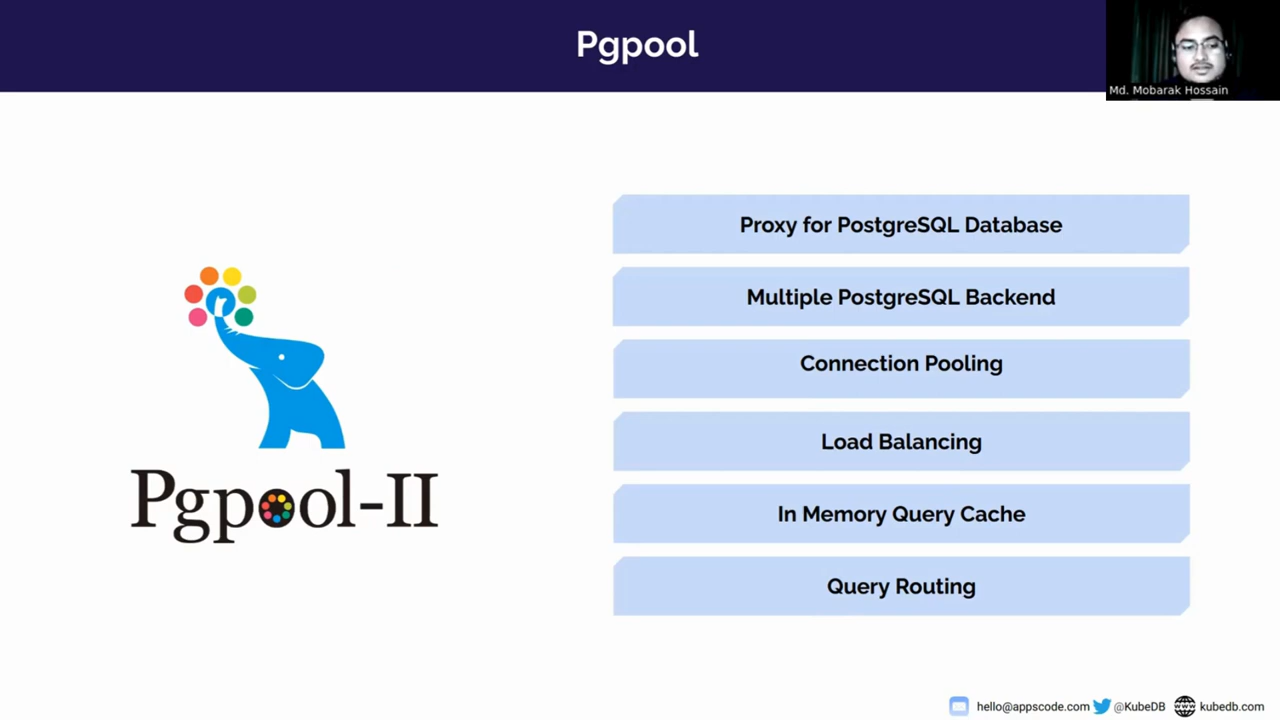 Pgpool
Md. Mobarak Hossain
Proxy for PostgreSQL Database
Multiple PostgreSQL Backend
Connection Pooling
Load Balancing
In Memory Query Cache
Query Routing
Pgpool-II
hello@appscode.com @KubeDB kubedb.com